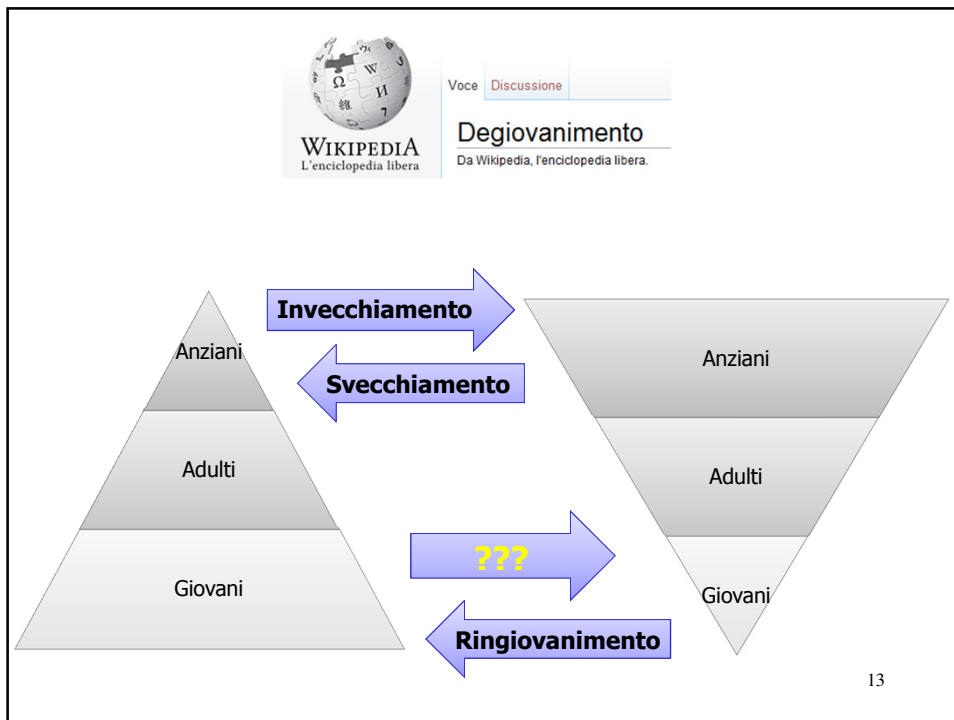 WIKIPEDIA
L'enciclopedia libera
Voce Discussione
Degiovanimento
Da Wikipedia, l'enciclopedia libera.
Invecchiamento
Svecchiamento
Anziani
Adulti
Giovani
Anziani
Adulti
Giovani
???
Ringiovanimento
13